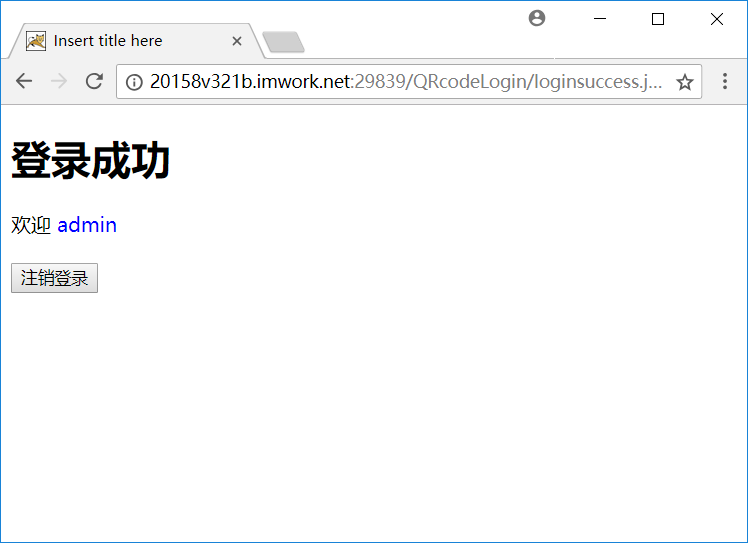 Insert title here
20158v321b.imwork.net:29839/QRcodeLogin/loginsuccess.j...
登录成功
欢迎 admin
注销登录